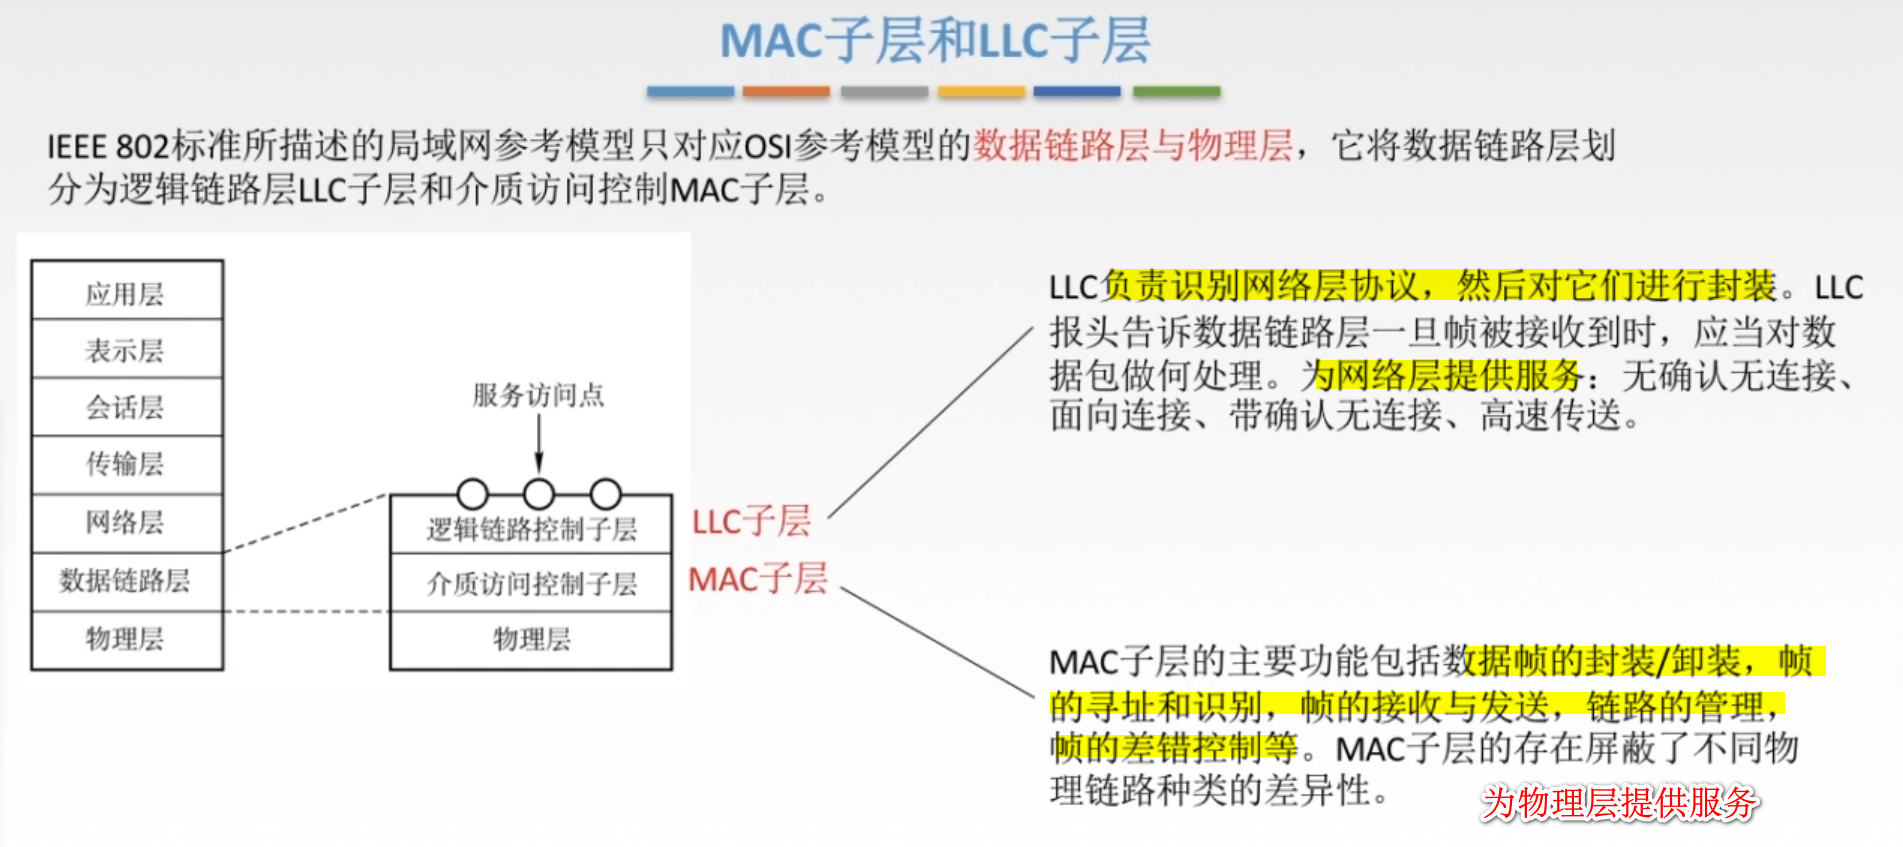 MAC子层和LLC子层
IEEE 802标准所描述的局域网参考模型只对应OSI参考模型的数据链路层与物理层，它将数据链路层划
分为逻辑链路层LLC子层和介质访问控制MAC子层。
应用层
表示层
会话层
传输层
网络层
数据链路层
物理层
服务访问点
逻辑链路控制子层
介质访问控制子层
物理层
LLC子层
MAC子层
LLC负责识别网络层协议，然后对它们进行封装。LLC
报头告诉数据链路层一旦帧被接收到时，应当对数
据包做何处理。为网络层提供服务：无确认无连接、
面向连接、带确认无连接、高速传送。
MAC子层的主要功能包括数据帧的封装/卸装，帧
的寻址和识别，帧的接收与发送，链路的管理，
帧的差错控制等。MAC子层的存在屏蔽了不同物
理链路种类的差异性。
为物理层提供服务